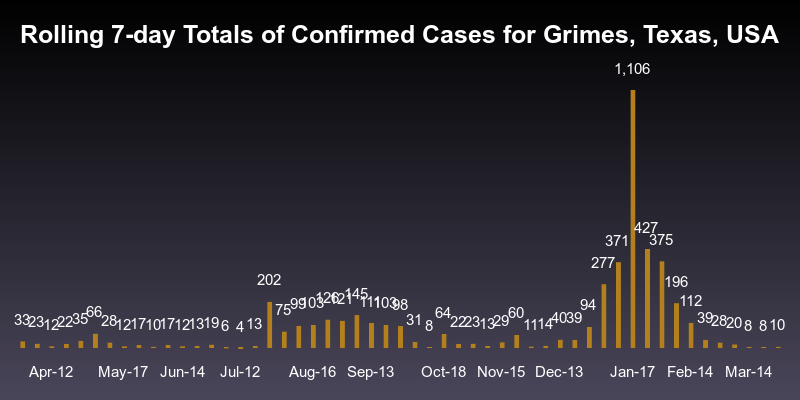 Rolling 7-day Totals of Confirmed Cases for Grimes, Texas, USA
33 23 12 22 35 66 28 12 17 10 17 12 13 19 6 4 13 202 75 99 103 126 121 145 111 103 98 31 8 64 22 23 13 29 60 11 14 40 39 94 277 371 1,106 427 375 196 112 39 28 20 8 8 10
Apr-12 May-17 Jun-14 Jul-12 Aug-16 Sep-13 Oct-18 Nov-15 Dec-13 Jan-17 Feb-14 Mar-14